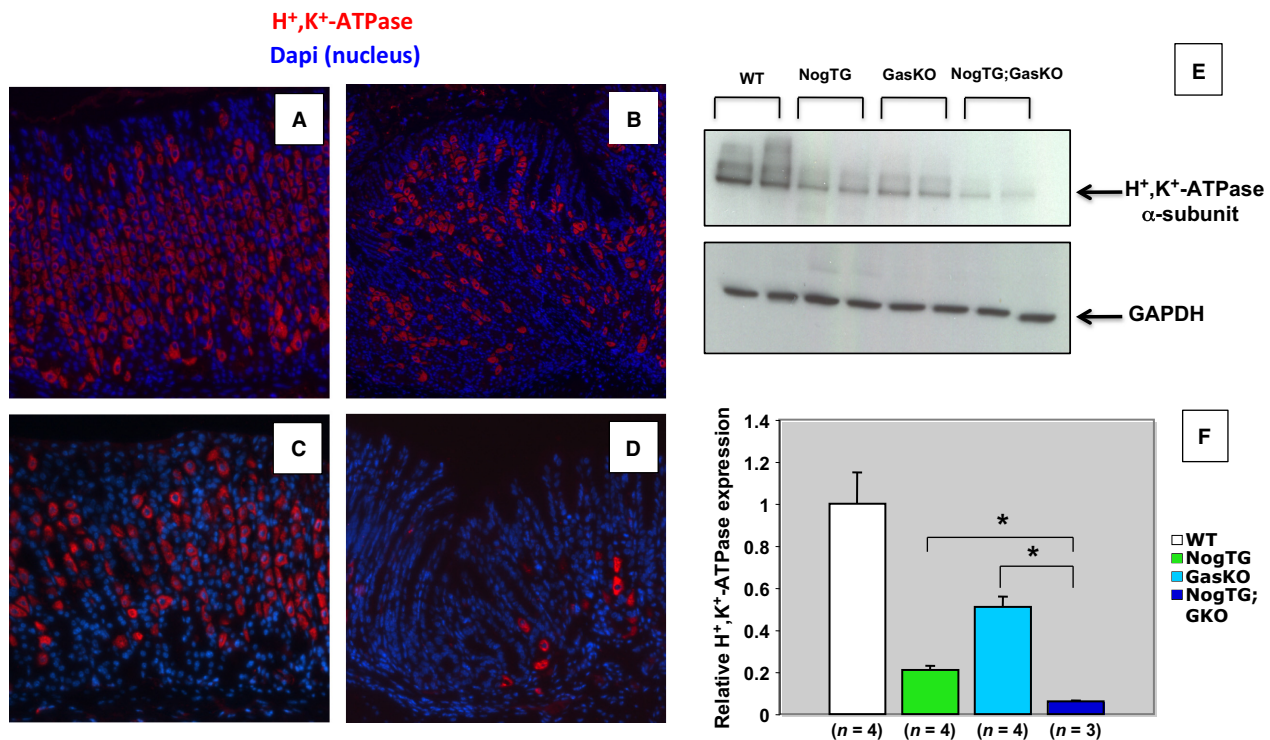 H⁺,K⁺-ATPase
Dapi (nucleus)
A
B
C
D
E
WT
NogTG
GasKO
NogTG;GasKO
H⁺,K⁺-ATPase
α-subunit
GAPDH
F
Relative H⁺,K⁺-ATPase expression
1.4
1.2
1
0.8
0.6
0.4
0.2
0
*
*
(n = 4)
(n = 4)
(n = 4)
(n = 3)
WT
NogTG
GasKO
NogTG;
GKO